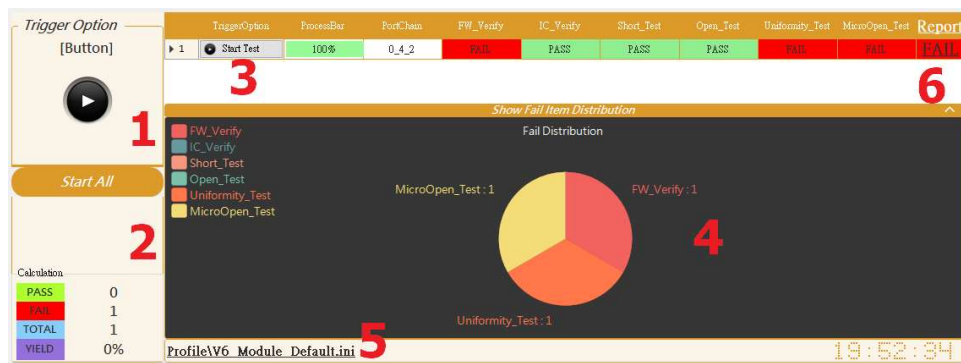 Trigger Option
[Button]
1
Start All
2
Calculation
PASS 0
FAIL 1
TOTAL 1
YIELD 0%
TriggerOption ProcessBar PortChain FW_Verify IC_Verify Short_Test Open_Test Uniformity_Test MicroOpen_Test Report
1 Start Test 100% 0_4_2 FAIL PASS PASS PASS FAIL FAIL FAIL
3
6
Show Fail Item Distribution
FW_Verify
IC_Verify
Short_Test
Open_Test
Uniformity_Test
MicroOpen_Test
Fail Distribution
MicroOpen_Test : 1
FW_Verify : 1
Uniformity_Test : 1
4
5
Profile\V6_Module_Default.ini
19:52:34